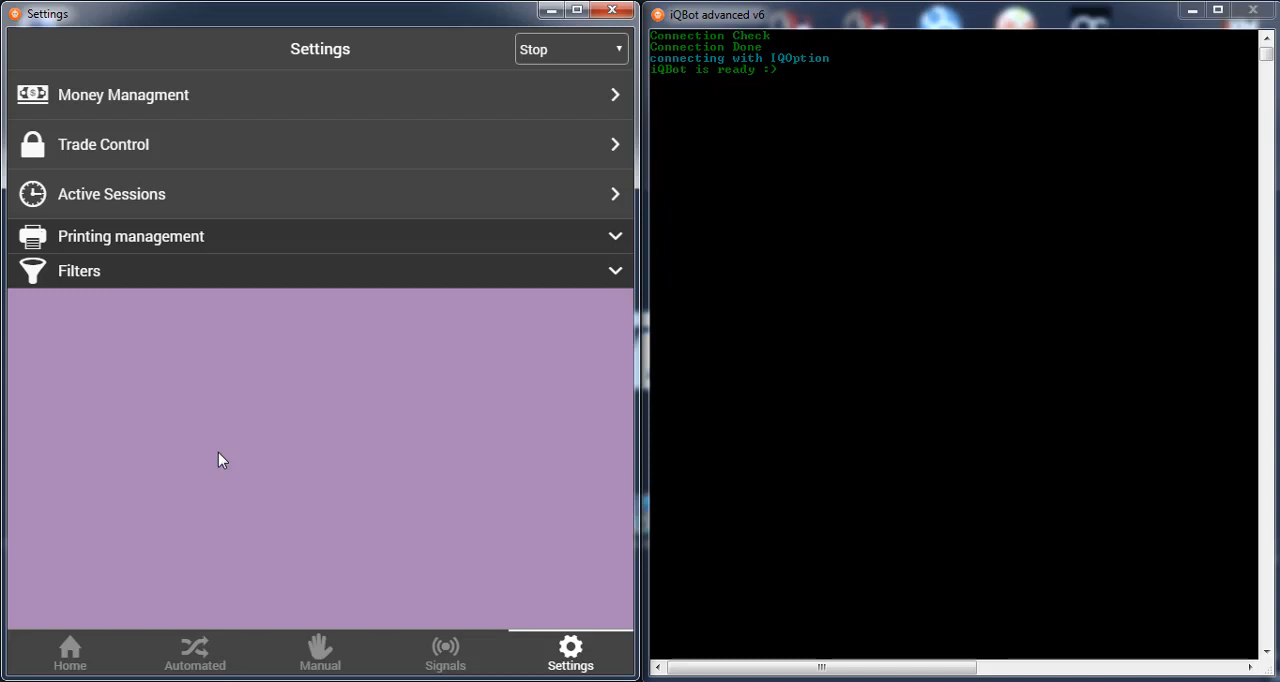 Settings
Settings
Stop
Money Managment
Trade Control
Active Sessions
Printing management
Filters
Home
Automated
Manual
Signals
Settings
iQBot advanced v6
Connection Check
Connection Done
connecting with IQOption
iQBot is ready :>